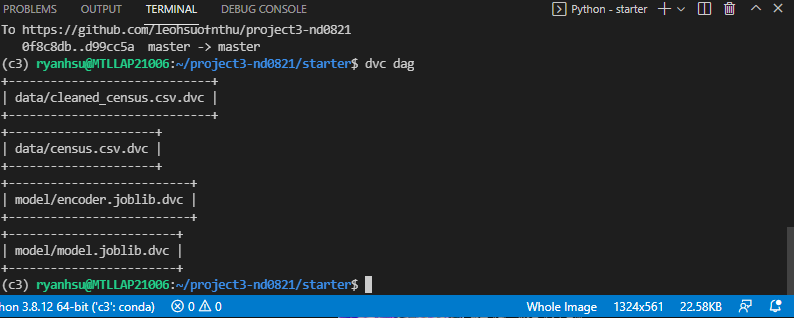 PROBLEMS OUTPUT TERMINAL DEBUG CONSOLE Python - starter
To https://github.com/leohsuofnthu/project3-nd0821
0f8c8db..d99cc5a master -> master
(c3) ryanhsu@MTLLAP21006:~/project3-nd0821/starter$ dvc dag
+----------------------------+
| data/cleaned_census.csv.dvc |
+----------------------------+
+--------------------+
| data/census.csv.dvc |
+--------------------+
+-------------------------+
| model/encoder.joblib.dvc |
+-------------------------+
+-----------------------+
| model/model.joblib.dvc |
+-----------------------+
(c3) ryanhsu@MTLLAP21006:~/project3-nd0821/starter$
thon 3.8.12 64-bit ('c3': conda) 0 0 Whole Image 1324x561 22.58KB